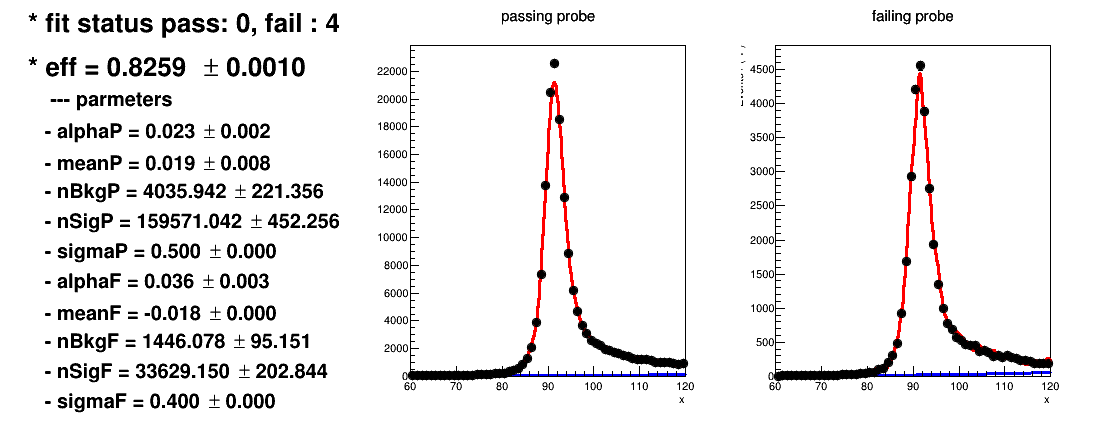 * fit status pass: 0, fail : 4
* eff = 0.8259 ± 0.0010
--- parmeters
- alphaP = 0.023 ± 0.002
- meanP = 0.019 ± 0.008
- nBkgP = 4035.942 ± 221.356
- nSigP = 159571.042 ± 452.256
- sigmaP = 0.500 ± 0.000
- alphaF = 0.036 ± 0.003
- meanF = -0.018 ± 0.000
- nBkgF = 1446.078 ± 95.151
- nSigF = 33629.150 ± 202.844
- sigmaF = 0.400 ± 0.000
passing probe
22000
20000
18000
16000
14000
12000
10000
8000
6000
4000
2000
0
60 70 80 90 100 110 120
x
failing probe
4500
4000
3500
3000
2500
2000
1500
1000
500
0
60 70 80 90 100 110 120
x